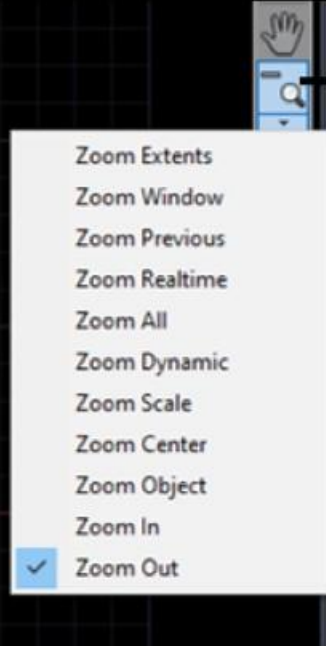 Zoom Extents
Zoom Window
Zoom Previous
Zoom Realtime
Zoom All
Zoom Dynamic
Zoom Scale
Zoom Center
Zoom Object
Zoom In
Zoom Out